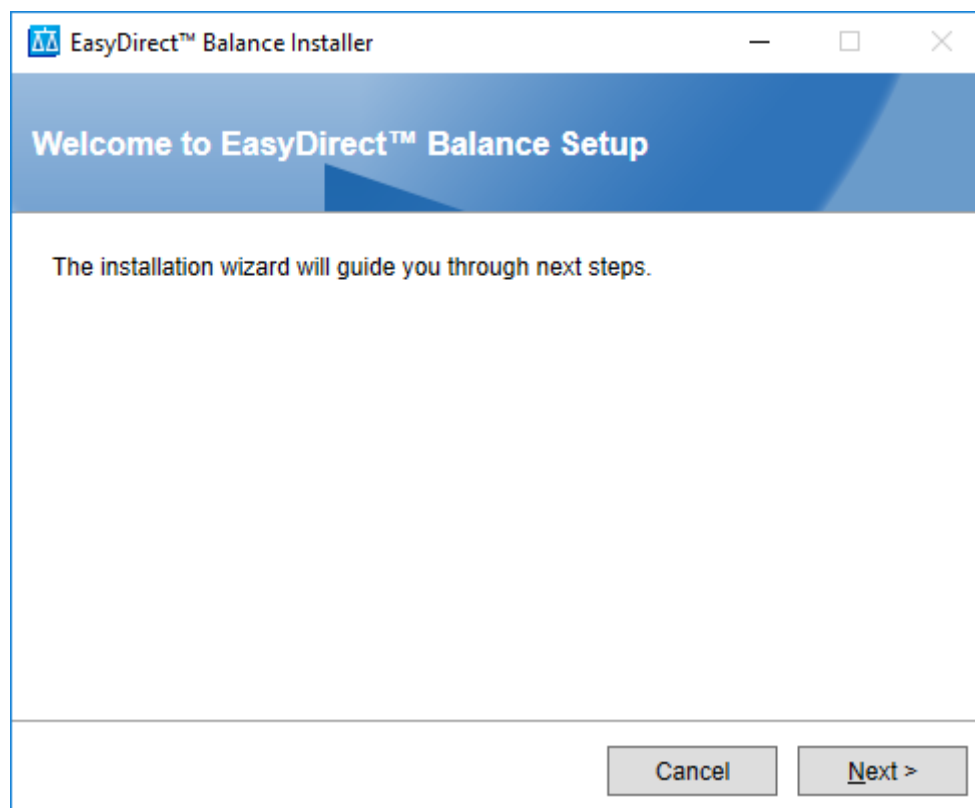 EasyDirect™ Balance Installer
Welcome to EasyDirect™ Balance Setup
The installation wizard will guide you through next steps.
Cancel
Next >